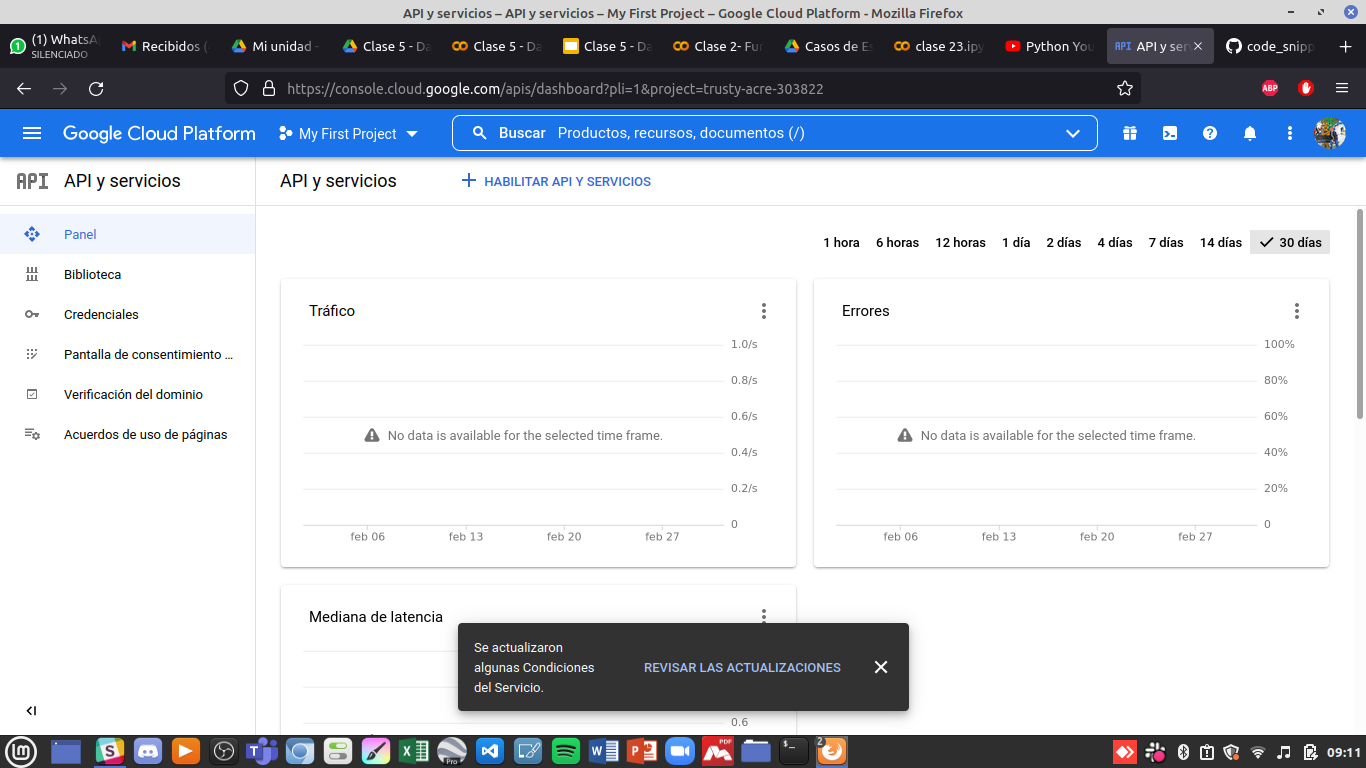 API y servicios – API y servicios – My First Project – Google Cloud Platform - Mozilla Firefox
(1) WhatsA
SILENCIADO
Recibidos (
Mi unidad -
Clase 5 - Da
Clase 5 - Da
Clase 5 - Da
Clase 2- Fun
Casos de Es
clase 23.ipy
Python You
API y serv
code_snipp
https://console.cloud.google.com/apis/dashboard?pli=1&project=trusty-acre-303822
ABP
Google Cloud Platform
My First Project
Buscar Productos, recursos, documentos (/)
API API y servicios
API y servicios
HABILITAR API Y SERVICIOS
Panel
Biblioteca
Credenciales
Pantalla de consentimiento ...
Verificación del dominio
Acuerdos de uso de páginas
1 hora 6 horas 12 horas 1 día 2 días 4 días 7 días 14 días 30 días
Tráfico
1.0/s
0.8/s
0.6/s
No data is available for the selected time frame.
0.4/s
0.2/s
0
feb 06 feb 13 feb 20 feb 27
Errores
100%
80%
60%
No data is available for the selected time frame.
40%
20%
0
feb 06 feb 13 feb 20 feb 27
Mediana de latencia
0.6
Se actualizaron
algunas Condiciones
del Servicio.
REVISAR LAS ACTUALIZACIONES
Pro
PDF
2
09:11